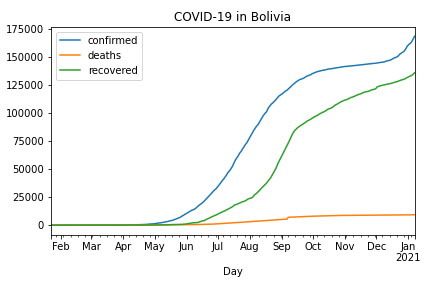 COVID-19 in Bolivia
175000
150000
125000
100000
75000
50000
25000
0
confirmed
deaths
recovered
Feb Mar Apr May Jun Jul Aug Sep Oct Nov Dec Jan
2021
Day